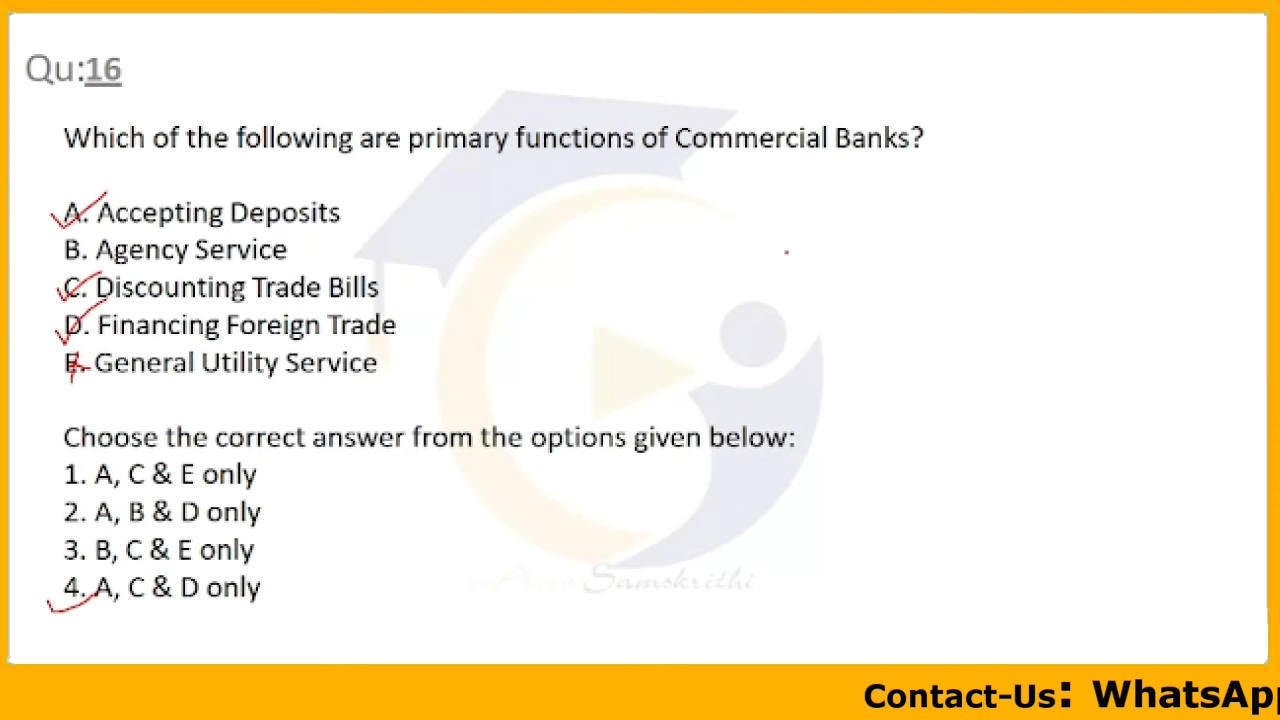 Qu:16
Which of the following are primary functions of Commercial Banks?
A. Accepting Deposits
B. Agency Service
C. Discounting Trade Bills
D. Financing Foreign Trade
E. General Utility Service
Choose the correct answer from the options given below:
1. A, C & E only
2. A, B & D only
3. B, C & E only
4. A, C & D only
Samskrithi
Contact-Us: WhatsApp